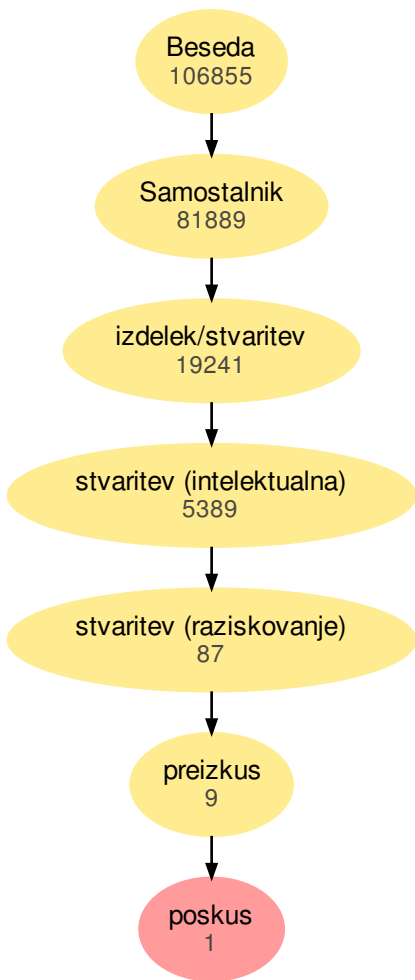 Beseda
106855
Samostalnik
81889
izdelek/stvaritev
19241
stvaritev (intelektualna)
5389
stvaritev (raziskovanje)
87
preizkus
9
poskus
1